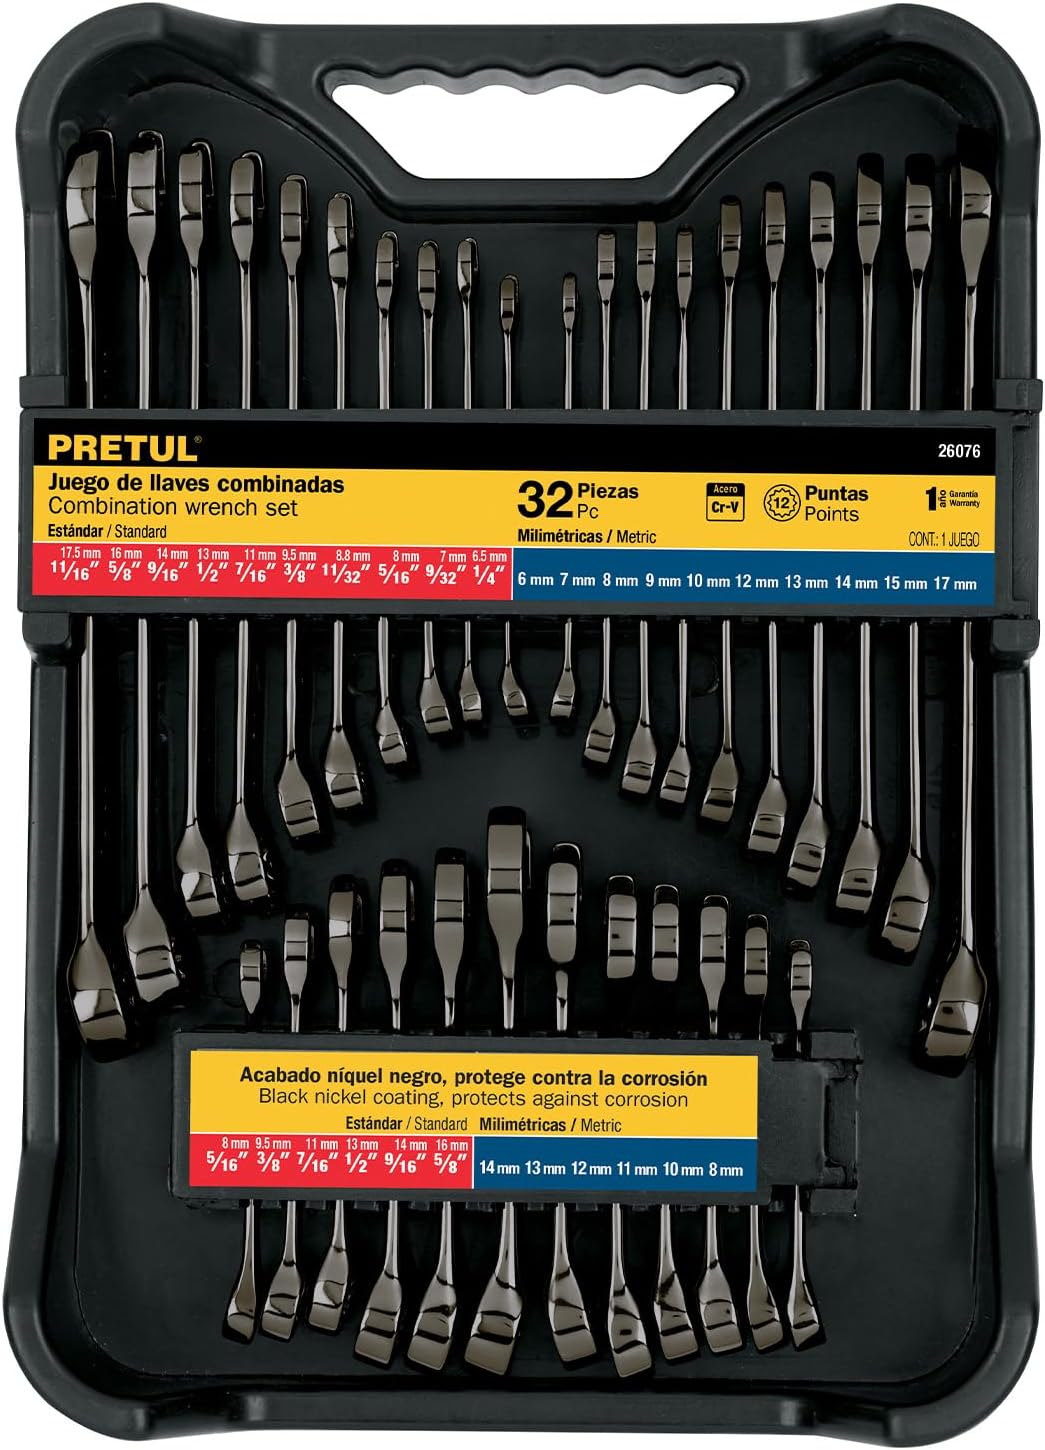 PRETUL®
26076
Juego de llaves combinadas
Combination wrench set
Estándar / Standard
32 Piezas
Pc
Milimétricas / Metric
Acero
Cr-V
12
Puntas
Points
1 año Garantía
Warranty
CONT.: 1 JUEGO
17.5 mm 16 mm 14 mm 13 mm 11 mm 9.5 mm 8.8 mm 8 mm 7 mm 6.5 mm
11/16" 5/8" 9/16" 1/2" 7/16" 3/8" 11/32" 5/16" 9/32" 1/4"
6 mm 7 mm 8 mm 9 mm 10 mm 12 mm 13 mm 14 mm 15 mm 17 mm
Acabado níquel negro, protege contra la corrosión
Black nickel coating, protects against corrosion
Estándar / Standard Milimétricas / Metric
8 mm 9.5 mm 11 mm 13 mm 14 mm 16 mm
5/16" 3/8" 7/16" 1/2" 9/16" 5/8"
14 mm 13 mm 12 mm 11 mm 10 mm 8 mm